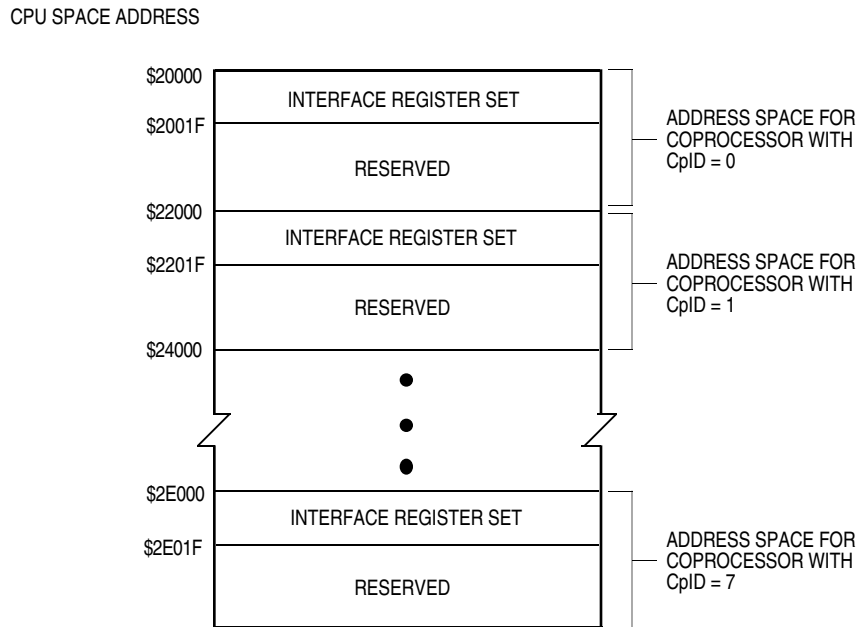 CPU SPACE ADDRESS
$20000
INTERFACE REGISTER SET
$2001F
RESERVED
ADDRESS SPACE FOR
COPROCESSOR WITH
CpID = 0
$22000
INTERFACE REGISTER SET
$2201F
RESERVED
ADDRESS SPACE FOR
COPROCESSOR WITH
CpID = 1
$24000
$2E000
INTERFACE REGISTER SET
$2E01F
RESERVED
ADDRESS SPACE FOR
COPROCESSOR WITH
CpID = 7